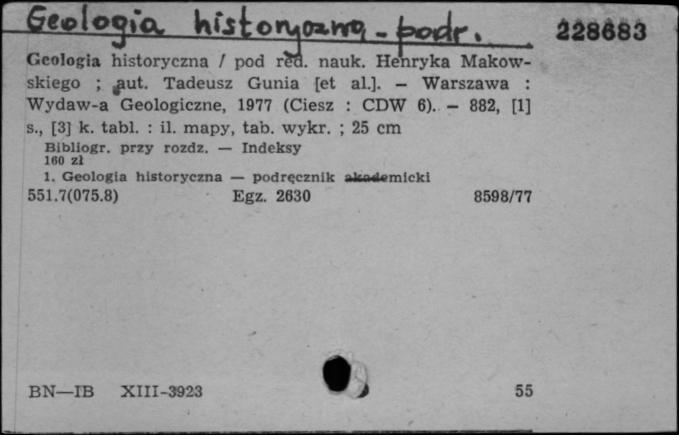 Geologia historyczna - podr. 228683
Geologia historyczna / pod red. nauk. Henryka Makow-
skiego ; aut. Tadeusz Gunia [et al.]. — Warszawa :
Wydaw-a Geologiczne, 1977 (Ciesz : CDW 6). — 882, [1]
s., [3] k. tabl. : il. mapy, tab. wykr. ; 25 cm
Bibliogr. przy rozdz. — Indeksy
160 zł
1. Geologia historyczna — podręcznik akademicki
551.7(075.8) Egz. 2630 8598/77
BN—IB XIII-3923 55